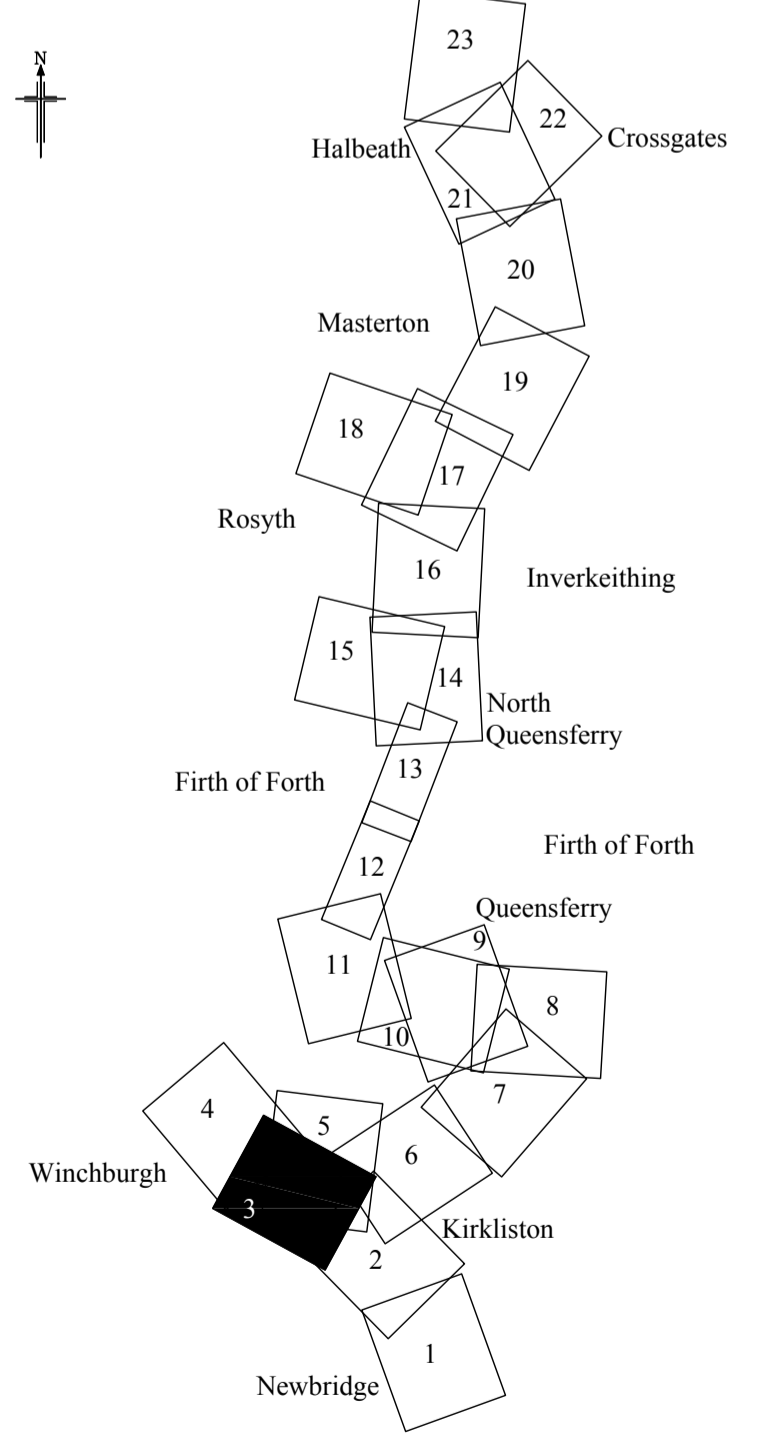 23
N
22
Halbeath
Crossgates
21
20
Masterton
19
18
17
Rosyth
16
Inverkeithing
15
14
North
Queensferry
13
Firth of Forth
Firth of Forth
12
Queensferry
9
11
8
10
7
4
5
6
Winchburgh
3
Kirkliston
2
1
Newbridge